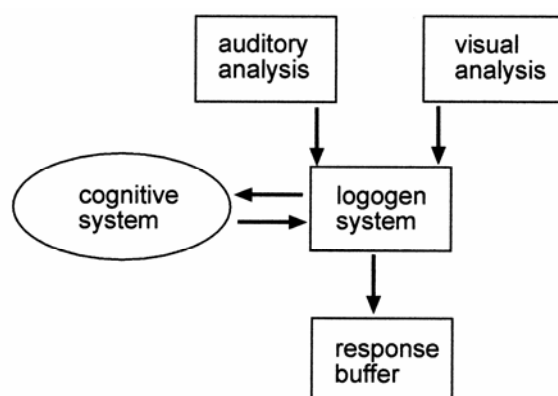 auditory
analysis
visual
analysis
cognitive
system
logogen
system
response
buffer